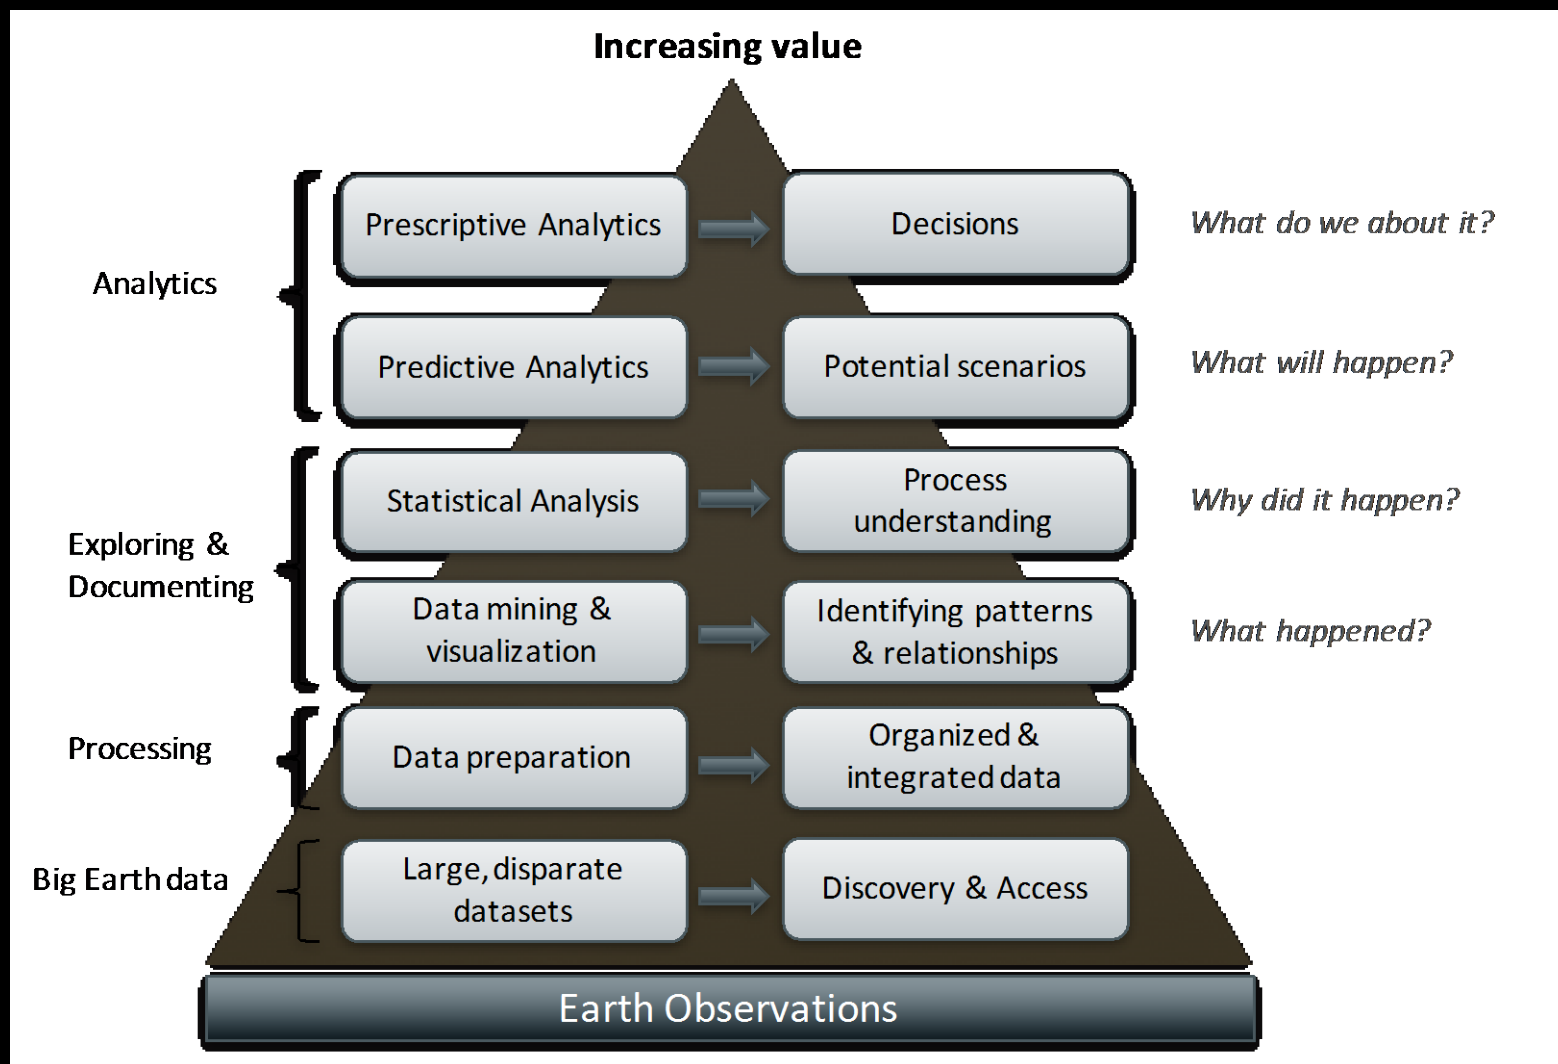 Increasing value
Analytics
Prescriptive Analytics
Decisions
What do we about it?
Predictive Analytics
Potential scenarios
What will happen?
Exploring &
Documenting
Statistical Analysis
Process
understanding
Why did it happen?
Data mining &
visualization
Identifying patterns
& relationships
What happened?
Processing
Data preparation
Organized &
integrated data
Big Earth data
Large, disparate
datasets
Discovery & Access
Earth Observations